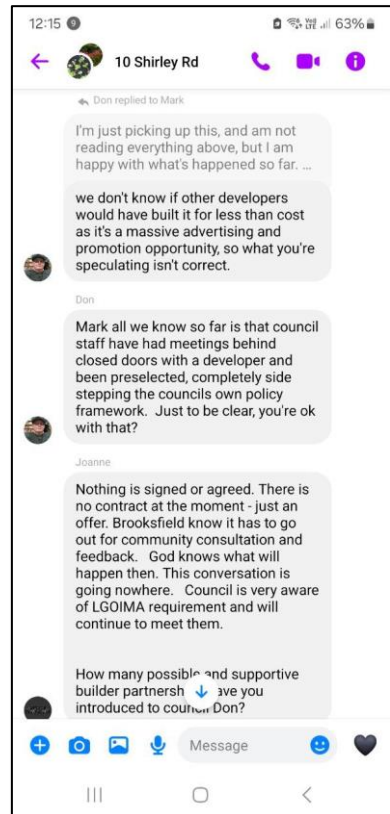 12:15 9 Vo) LTE 63%
10 Shirley Rd
Don replied to Mark
I'm just picking up this, and am not
reading everything above, but I am
happy with what's happened so far. ...
we don't know if other developers
would have built it for less than cost
as it's a massive advertising and
promotion opportunity, so what you're
speculating isn't correct.
Don
Mark all we know so far is that council
staff have had meetings behind
closed doors with a developer and
been preselected, completely side
stepping the councils own policy
framework. Just to be clear, you're ok
with that?
Joanne
Nothing is signed or agreed. There is
no contract at the moment - just an
offer. Brooksfield know it has to go
out for community consultation and
feedback. God knows what will
happen then. This conversation is
going nowhere. Council is very aware
of LGOIMA requirement and will
continue to meet them.
How many possible and supportive
builder have you
introduced to council Don?
Message